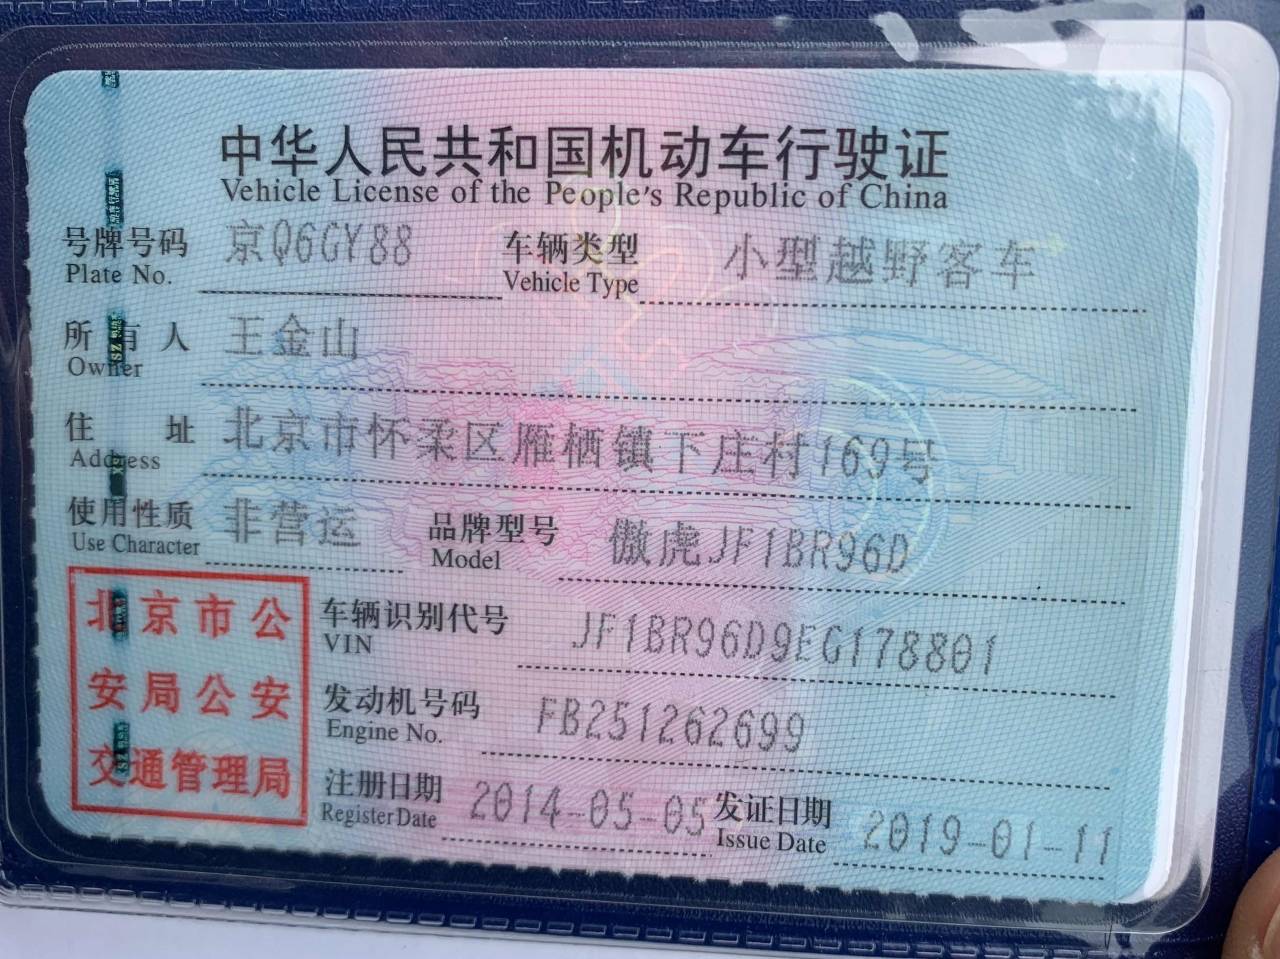 中华人民共和国机动车行驶证
Vehicle License of the People's Republic of China
号牌号码 京Q6GY88 车辆类型 小型越野客车
Plate No. Vehicle Type
所有人 王金山
Owner
住址 北京市怀柔区雁栖镇下庄村169号
Address
使用性质 非营运 品牌型号 傲虎JF1BR96D
Use Character Model
北京市公
安局公安
交通管理局
车辆识别代号 JF1BR96D9EG178801
VIN
发动机号码 FB251262699
Engine No.
注册日期 2014-05-05 发证日期 2019-01-11
Register Date Issue Date